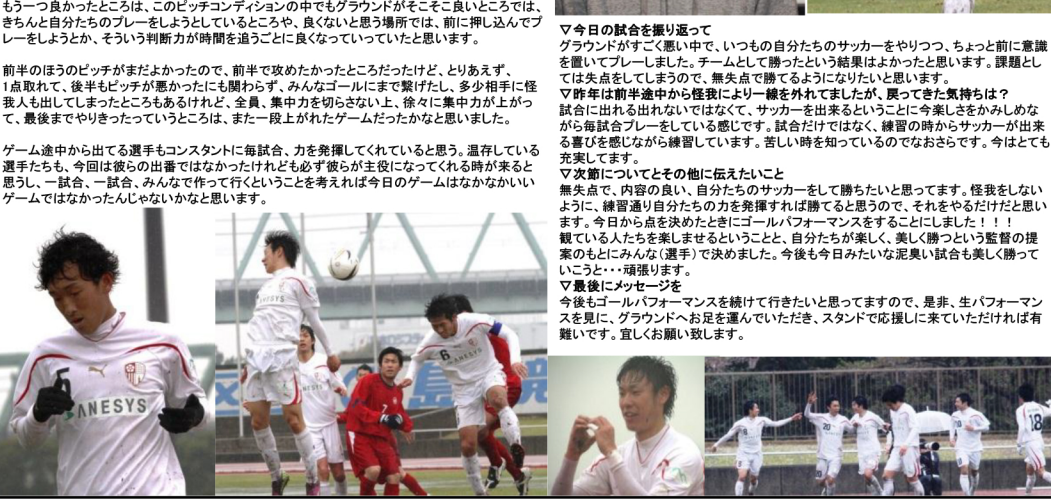 もう一つ良かったところは、このピッチコンディションの中でもグラウンドがそこそこ良いところでは、
きちんと自分たちのプレーをしようとしているところや、良くないと思う場所では、前に押し込んでプ
レーをしようとか、そういう判断力が時間を追うごとに良くなっていっていたと思います。
前半のほうのピッチがまだよかったので、前半で攻めたかったところだったけど、とりあえず、
1点取れて、後半もピッチが悪かったにも関わらず、みんなゴールにまで繋げたし、多少相手に怪
我人も出してしまったところもあるけれど、全員、集中力を切らさない上、徐々に集中力が上がっ
て、最後までやりきったっていうところは、また一段上がれたゲームだったかなと思いました。
ゲーム途中から出てる選手もコンスタントに毎試合、力を発揮してくれていると思う。温存している
選手たちも、今回は彼らの出番ではなかったけれども必ず彼らが主役になってくれる時が来ると
思うし、一試合、一試合、みんなで作って行くということを考えれば今日のゲームはなかなかいい
ゲームではなかったんじゃないかなと思います。
ANESYS
ANESYS
6
ANESYS
7
▽今日の試合を振り返って
グラウンドがすごく悪い中で、いつもの自分たちのサッカーをやりつつ、ちょっと前に意識
を置いてプレーしました。チームとして勝ったという結果はよかったと思います。課題とし
ては失点をしてしまうので、無失点で勝てるようになりたいと思います。
▽昨年は前半途中から怪我により一線を外れてましたが、戻ってきた気持ちは？
試合に出れる出れないではなくて、サッカーを出来るということに今楽しさをかみしめな
がら毎試合プレーをしている感じです。試合だけではなく、練習の時からサッカーが出来
る喜びを感じながら練習しています。苦しい時を知っているのでなおさらです。今はとても
充実してます。
▽次節についてとその他に伝えたいこと
無失点で、内容の良い、自分たちのサッカーをして勝ちたいと思ってます。怪我をしない
ように、練習通り自分たちの力を発揮すれば勝てると思うので、それをやるだけだと思い
ます。今日から点を決めたときにゴールパフォーマンスをすることにしました！！！
観ている人たちを楽しませるということと、自分たちが楽しく、美しく勝つという監督の提
案のもとにみんな（選手）で決めました。今後も今日みたいな泥臭い試合も美しく勝って
いこうと・・・頑張ります。
▽最後にメッセージを
今後もゴールパフォーマンスを続けて行きたいと思ってますので、是非、生パフォーマン
スを見に、グラウンドへお足を運んでいただき、スタンドで応援しに来ていただければ有
難いです。宜しくお願い致します。
20
10
18